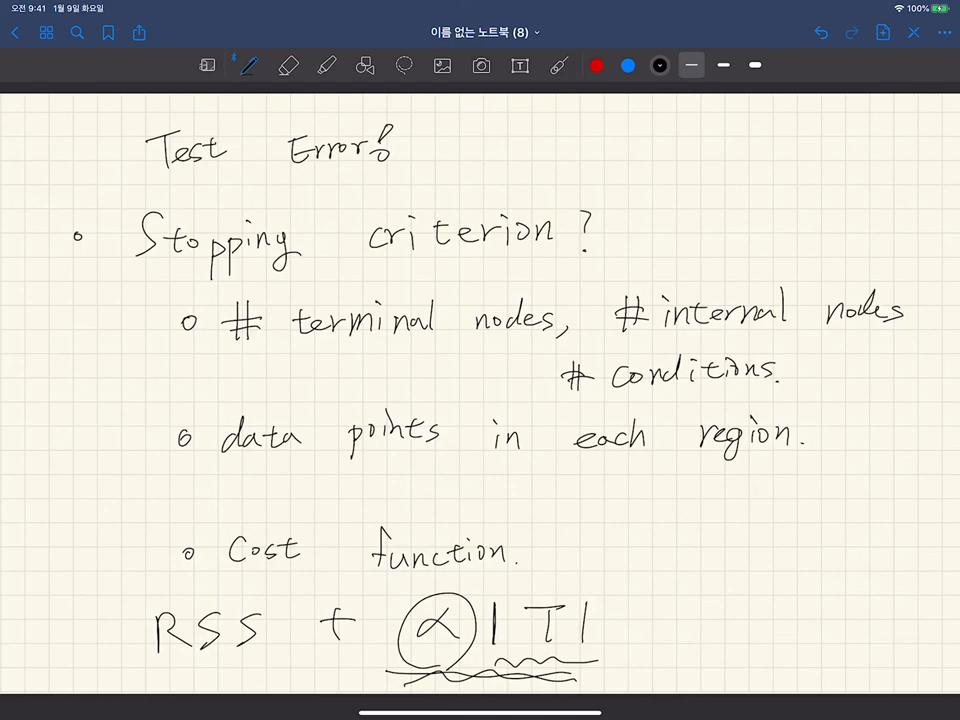 오전 9:41 1월 9일 화요일 100%
이름 없는 노트북 (8)
Test Error!
Stopping criterion?
# terminal nodes, # internal nodes
# conditions.
data points in each region.
Cost function.
RSS + α|T|